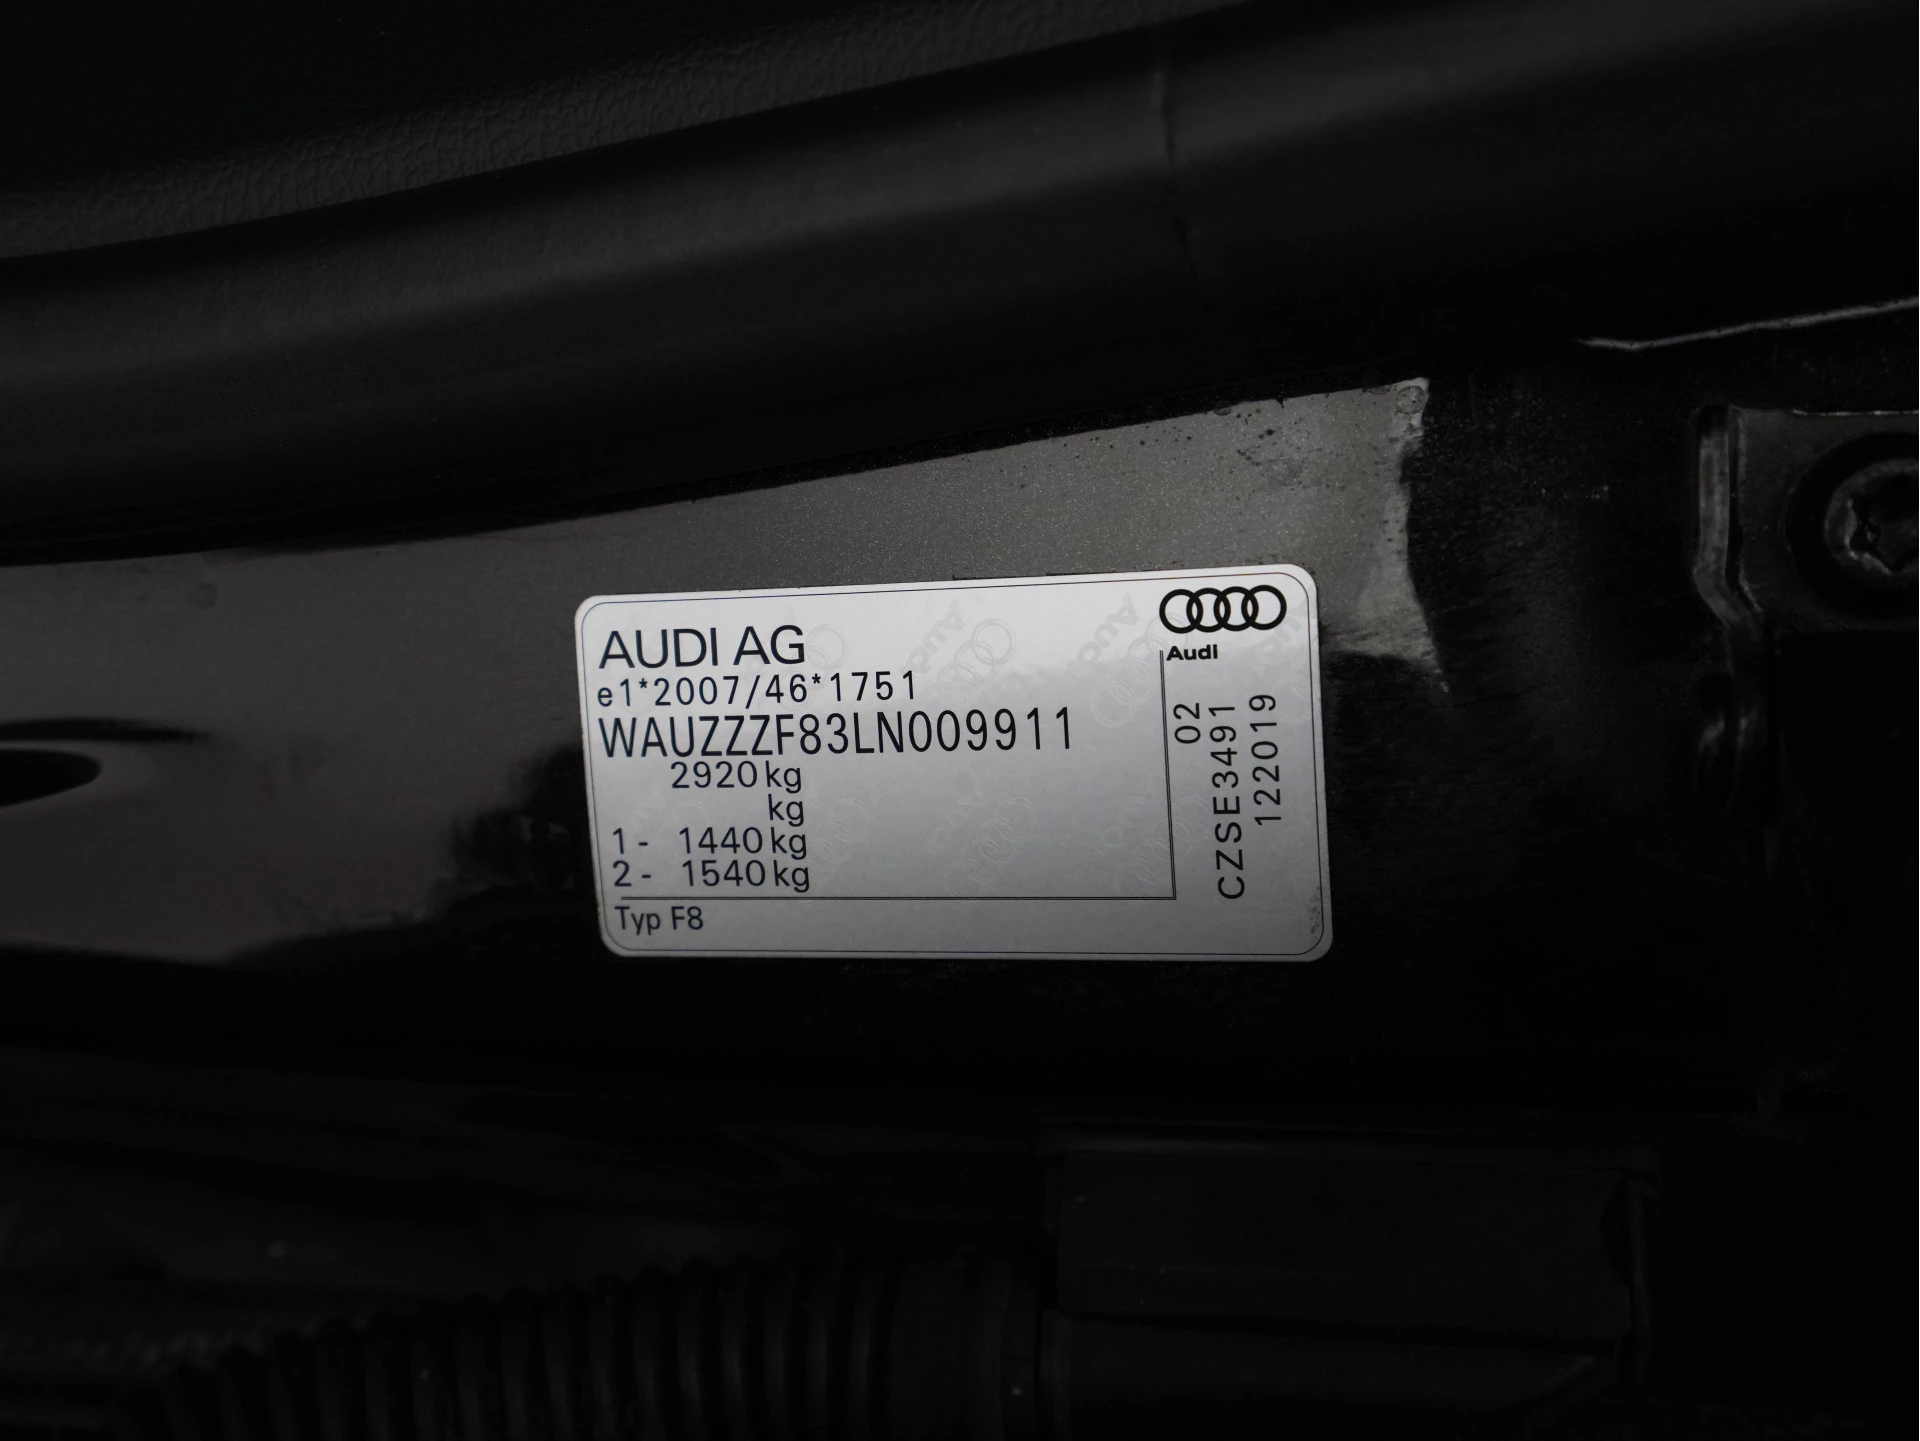 AUDI AG
e1*2007/46*1751
WAUZZZF83LN009911
2920 kg
kg
1- 1440 kg
2- 1540 kg
Typ F8
Audi
02
CZSE3491
122019